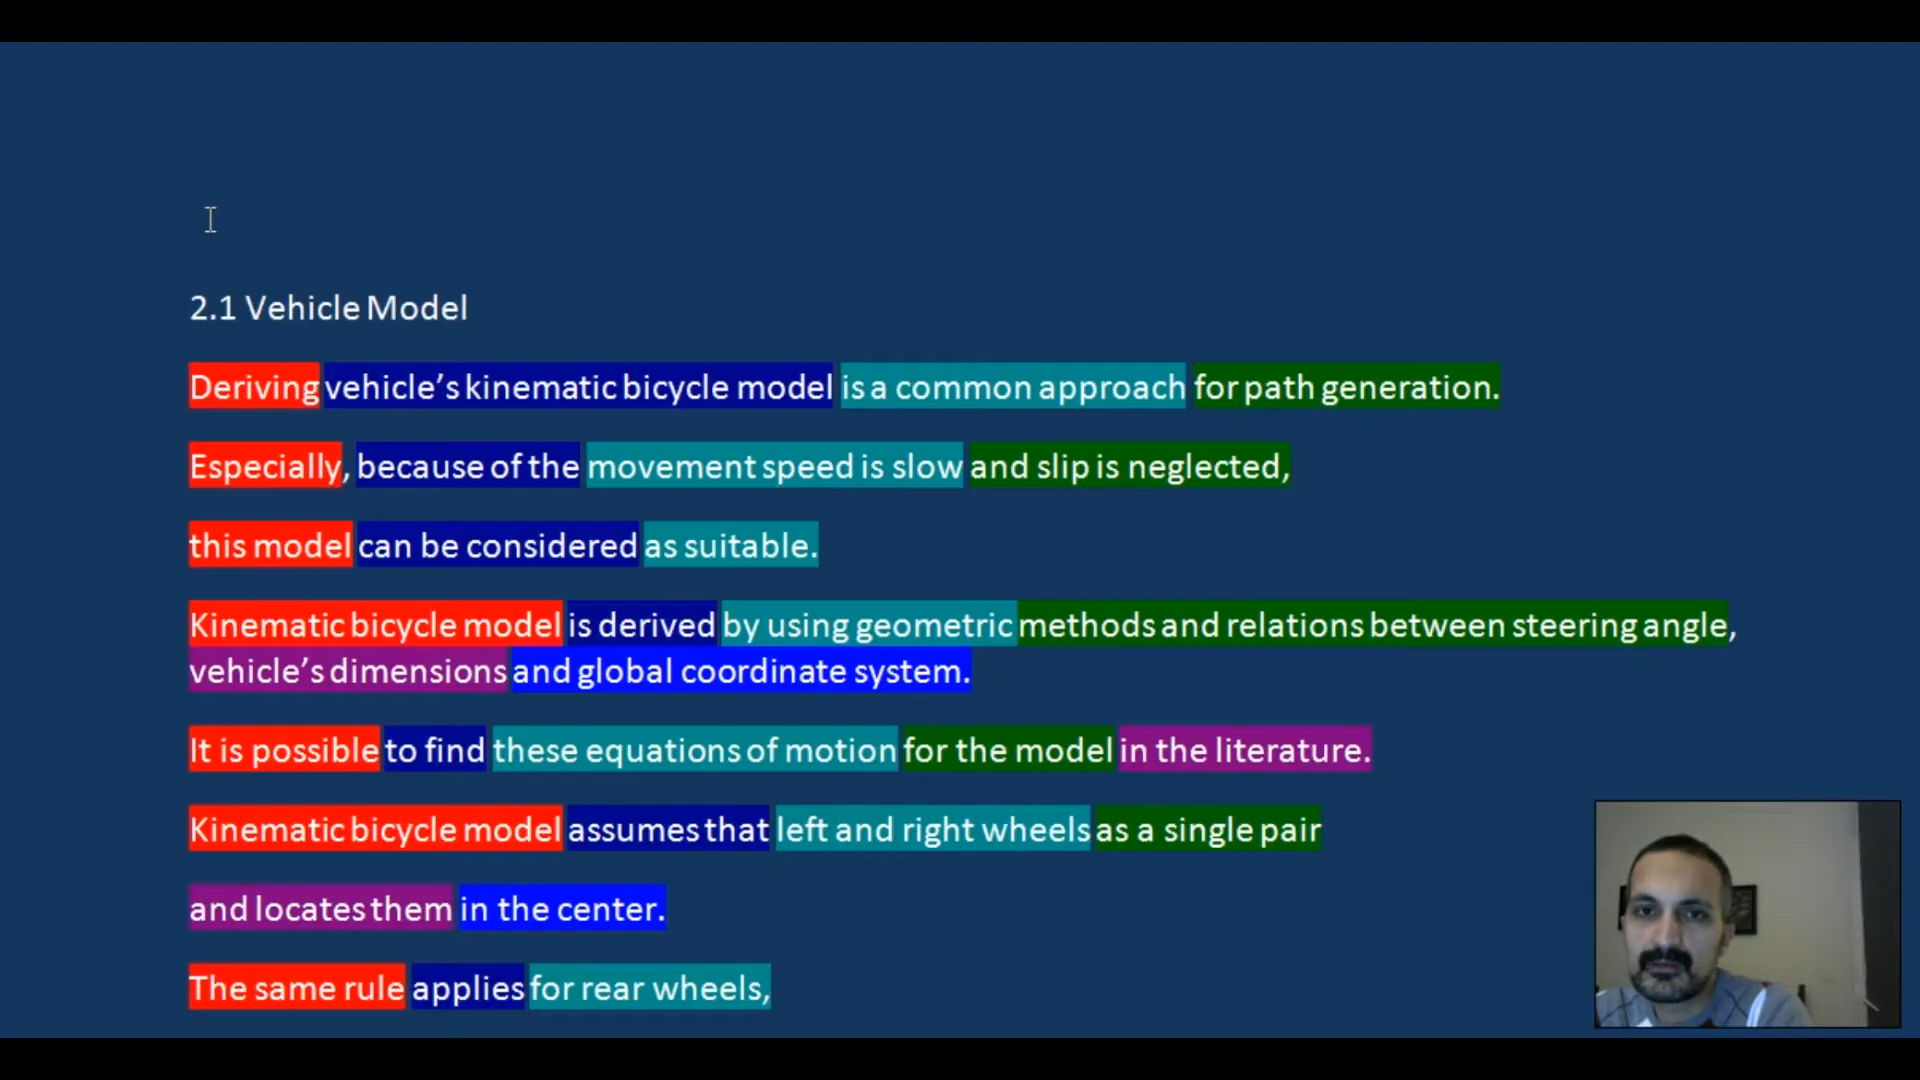 2.1 Vehicle Model
Deriving vehicle’s kinematic bicycle model is a common approach for path generation.
Especially, because of the movement speed is slow and slip is neglected,
this model can be considered as suitable.
Kinematic bicycle model is derived by using geometric methods and relations between steering angle,
vehicle’s dimensions and global coordinate system.
It is possible to find these equations of motion for the model in the literature.
Kinematic bicycle model assumes that left and right wheels as a single pair
and locates them in the center.
The same rule applies for rear wheels,